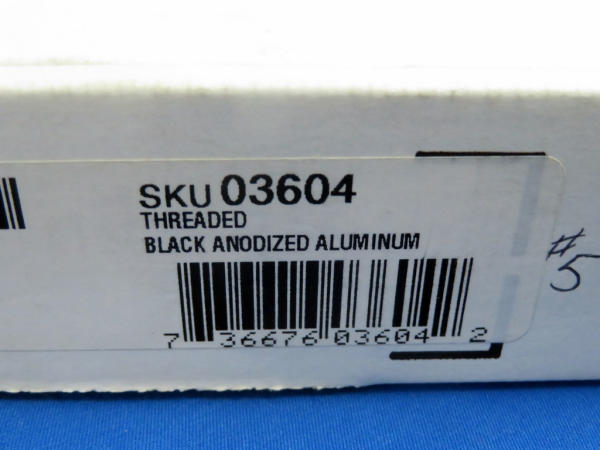 SKU 03604
THREADED
BLACK ANODIZED ALUMINUM
7 36676 03604 2
#5